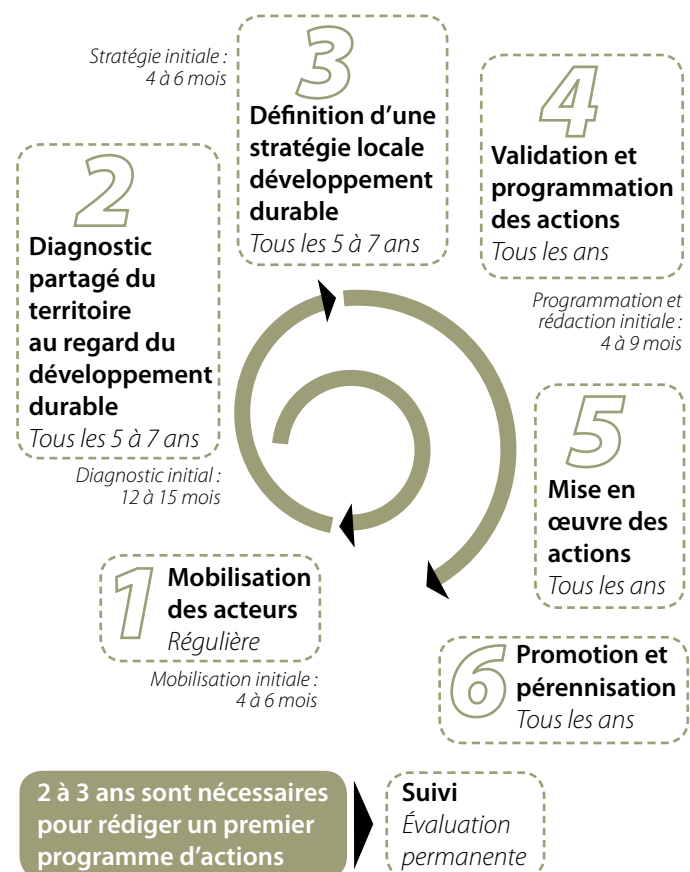 1
Mobilisation
des acteurs
Régulière
Mobilisation initiale :
4 à 6 mois
2
Diagnostic
partagé du
territoire
au regard du
développement
durable
Tous les 5 à 7 ans
Diagnostic initial :
12 à 15 mois
Stratégie initiale :
4 à 6 mois
3
Définition d’une
stratégie locale
développement
durable
Tous les 5 à 7 ans
4
Validation et
programmation
des actions
Tous les ans
Programmation et
rédaction initiale :
4 à 9 mois
5
Mise en
œuvre des
actions
Tous les ans
6
Promotion et
pérennisation
Tous les ans
2 à 3 ans sont nécessaires
pour rédiger un premier
programme d’actions
Suivi
Évaluation
permanente